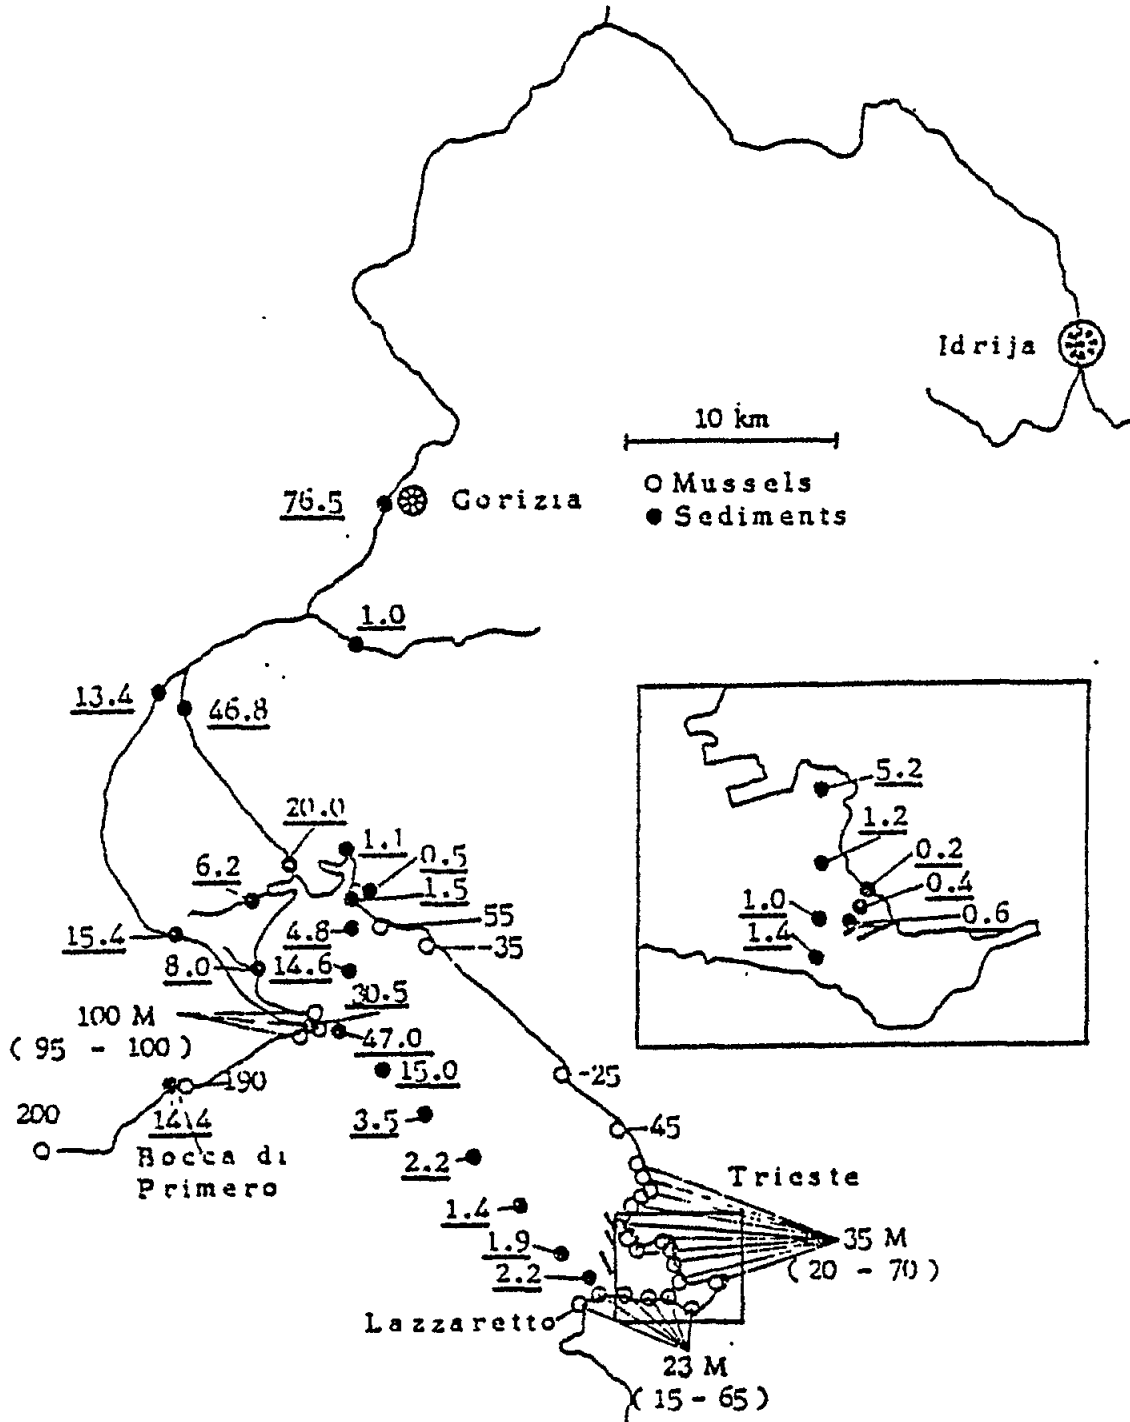 Idrija
10 km
O Mussels
● Sediments
76.5
Gorizia
1.0
13.4
46.8
20.0
1.1
0.5
6.2
1.5
55
15.4
4.8
-35
8.0
14.6
30.5
100 M
(95 - 100)
47.0
15.0
190
-25
200
14.4
3.5
45
Bocca di
Primero
2.2
Trieste
1.4
1.9
35 M
(20 - 70)
2.2
Lazzaretto
23 M
(15 - 65)
5.2
1.2
0.2
0.4
1.0
0.6
1.4